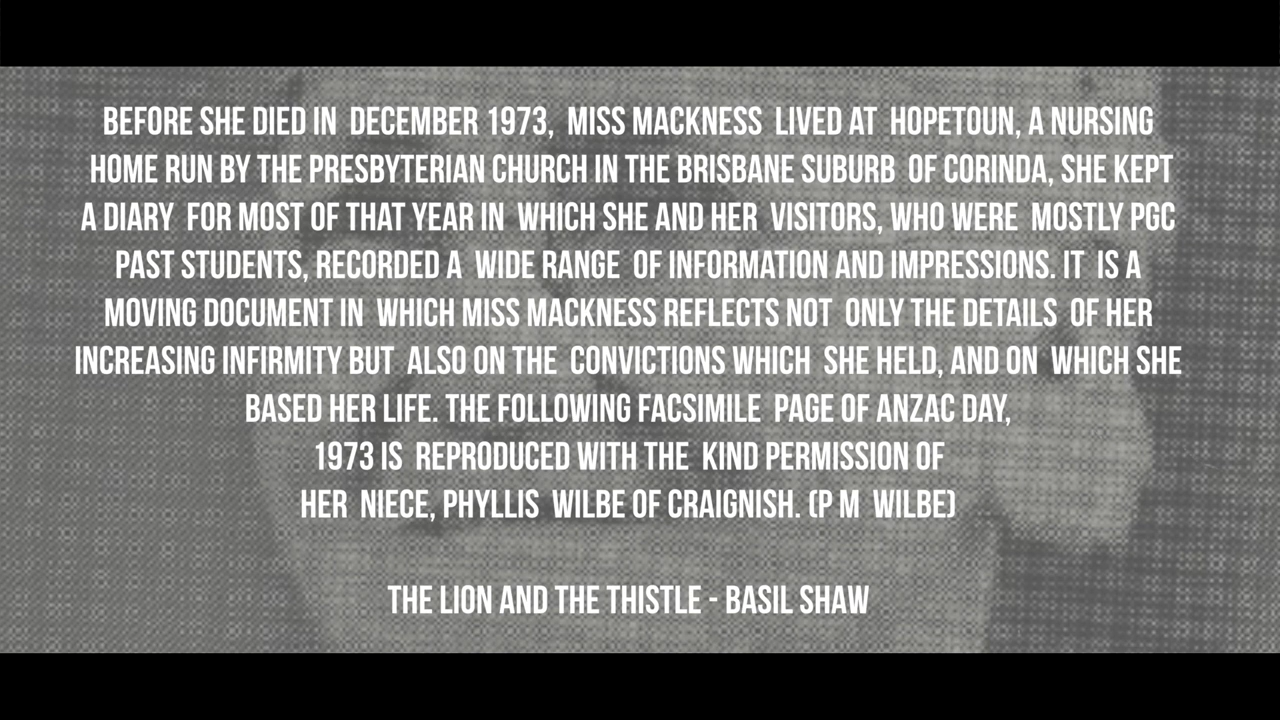 BEFORE SHE DIED IN DECEMBER 1973, MISS MACKNESS LIVED AT HOPETOUN, A NURSING
HOME RUN BY THE PRESBYTERIAN CHURCH IN THE BRISBANE SUBURB OF CORINDA, SHE KEPT
A DIARY FOR MOST OF THAT YEAR IN WHICH SHE AND HER VISITORS, WHO WERE MOSTLY PGC
PAST STUDENTS, RECORDED A WIDE RANGE OF INFORMATION AND IMPRESSIONS. IT IS A
MOVING DOCUMENT IN WHICH MISS MACKNESS REFLECTS NOT ONLY THE DETAILS OF HER
INCREASING INFIRMITY BUT ALSO ON THE CONVICTIONS WHICH SHE HELD, AND ON WHICH SHE
BASED HER LIFE. THE FOLLOWING FACSIMILE PAGE OF ANZAC DAY,
1973 IS REPRODUCED WITH THE KIND PERMISSION OF
HER NIECE, PHYLLIS WILBE OF CRAIGNISH. (P M WILBE)
THE LION AND THE THISTLE - BASIL SHAW